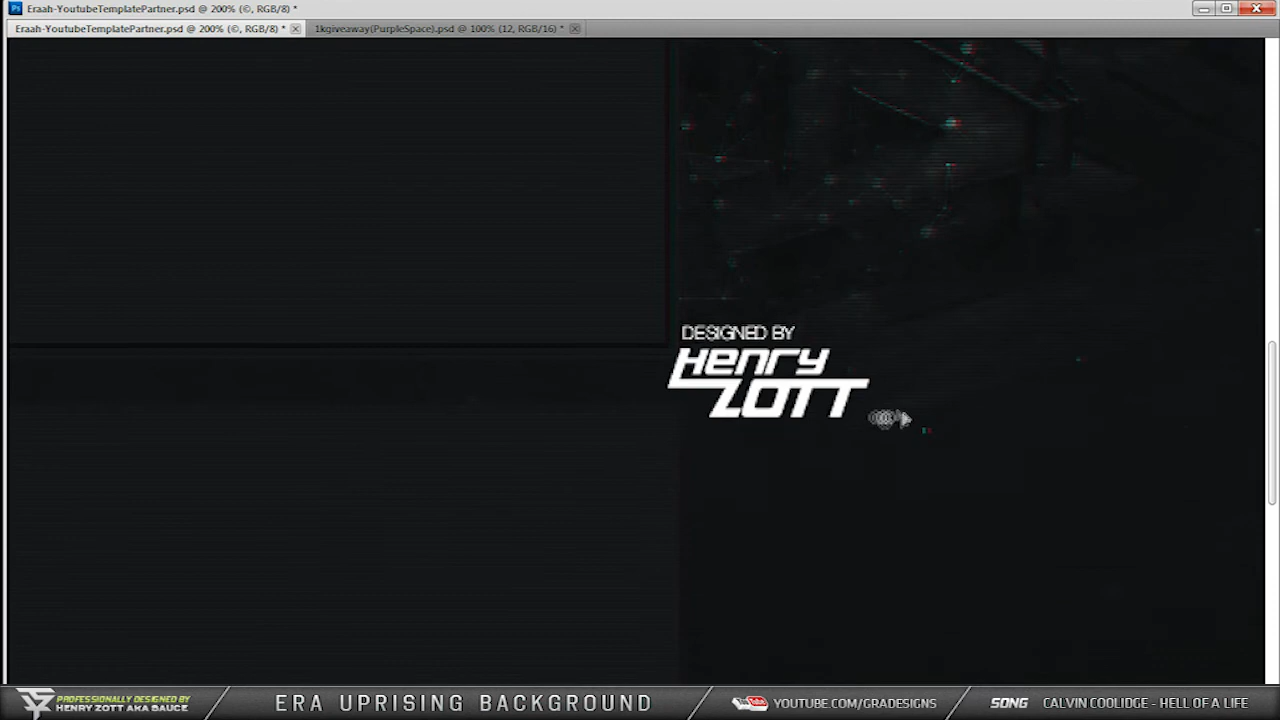 Eraah-YoutubeTemplatePartner.psd @ 200% (©, RGB/8) *
Eraah-YoutubeTemplatePartner.psd @ 200% (©, RGB/8) *
1kgiveaway(PurpleSpace).psd @ 100% (12, RGB/16) *
DESIGNED BY
Henry
ZOTT
PROFESSIONALLY DESIGNED BY
HENRY ZOTT AKA SAUCE
ERA UPRISING BACKGROUND
YOUTUBE.COM/GRADESIGNS
SONG
CALVIN COOLIDGE - HELL OF A LIFE